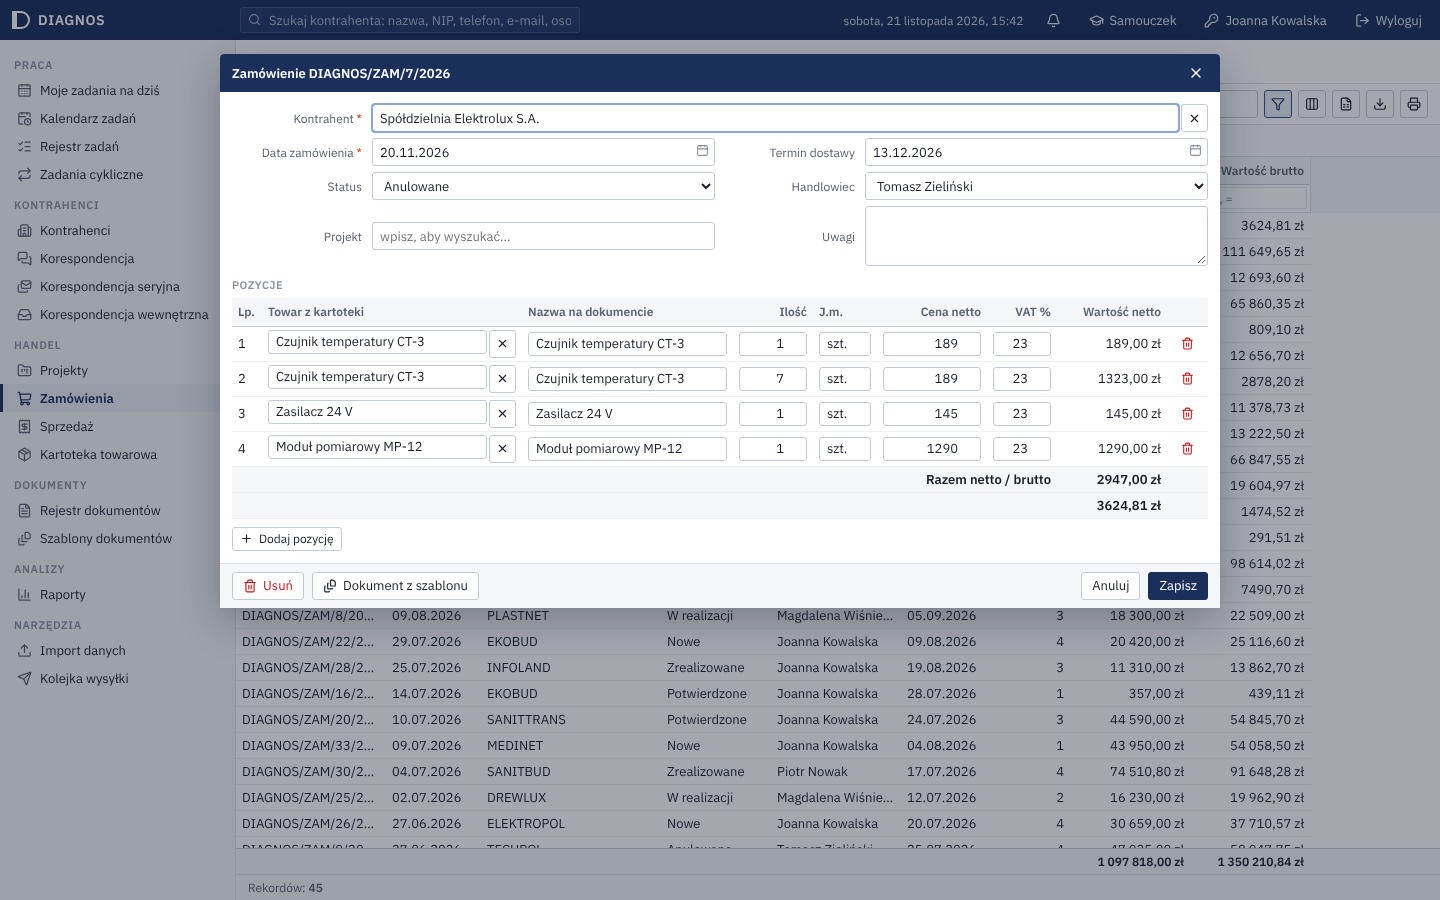 DIAGNOS
Szukaj kontrahenta: nazwa, NIP, telefon, e-mail, oso
sobota, 21 listopada 2026, 15:42
Samouczek
Joanna Kowalska
Wyloguj
PRACA
Moje zadania na dziś
Kalendarz zadań
Rejestr zadań
Zadania cykliczne
KONTRAHENCI
Kontrahenci
Korespondencja
Korespondencja seryjna
Korespondencja wewnętrzna
HANDEL
Projekty
Zamówienia
Sprzedaż
Kartoteka towarowa
DOKUMENTY
Rejestr dokumentów
Szablony dokumentów
ANALIZY
Raporty
NARZĘDZIA
Import danych
Kolejka wysyłki
Zamówienie DIAGNOS/ZAM/7/2026
Kontrahent * Spółdzielnia Elektrolux S.A.
Data zamówienia * 20.11.2026 Termin dostawy 13.12.2026
Status Anulowane Handlowiec Tomasz Zieliński
Projekt wpisz, aby wyszukać... Uwagi
POZYCJE
Lp. Towar z kartoteki Nazwa na dokumencie Ilość J.m. Cena netto VAT % Wartość netto
1 Czujnik temperatury CT-3 Czujnik temperatury CT-3 1 szt. 189 23 189,00 zł
2 Czujnik temperatury CT-3 Czujnik temperatury CT-3 7 szt. 189 23 1323,00 zł
3 Zasilacz 24 V Zasilacz 24 V 1 szt. 145 23 145,00 zł
4 Moduł pomiarowy MP-12 Moduł pomiarowy MP-12 1 szt. 1290 23 1290,00 zł
Razem netto / brutto 2947,00 zł
3624,81 zł
+ Dodaj pozycję
Usuń Dokument z szablonu Anuluj Zapisz
Wartość brutto
, =
3624,81 zł
111 649,65 zł
12 693,60 zł
65 860,35 zł
809,10 zł
12 656,70 zł
2878,20 zł
11 378,73 zł
13 222,50 zł
66 847,55 zł
19 604,97 zł
1474,52 zł
291,51 zł
98 614,02 zł
7490,70 zł
DIAGNOS/ZAM/8/20... 09.08.2026 PLASTNET W realizacji Magdalena Wiśnie... 05.09.2026 3 18 300,00 zł 22 509,00 zł
DIAGNOS/ZAM/22/2... 29.07.2026 EKOBUD Nowe Joanna Kowalska 09.08.2026 4 20 420,00 zł 25 116,60 zł
DIAGNOS/ZAM/28/2... 25.07.2026 INFOLAND Zrealizowane Joanna Kowalska 19.08.2026 3 11 310,00 zł 13 862,70 zł
DIAGNOS/ZAM/16/2... 14.07.2026 EKOBUD Potwierdzone Joanna Kowalska 28.07.2026 1 357,00 zł 439,11 zł
DIAGNOS/ZAM/20/2... 10.07.2026 SANITTRANS Potwierdzone Joanna Kowalska 24.07.2026 3 44 590,00 zł 54 845,70 zł
DIAGNOS/ZAM/33/2... 09.07.2026 MEDINET Nowe Joanna Kowalska 04.08.2026 1 43 950,00 zł 54 058,50 zł
DIAGNOS/ZAM/30/2... 04.07.2026 SANITBUD Zrealizowane Piotr Nowak 17.07.2026 4 74 510,80 zł 91 648,28 zł
DIAGNOS/ZAM/25/2... 02.07.2026 DREWLUX W realizacji Magdalena Wiśnie... 12.07.2026 2 16 230,00 zł 19 962,90 zł
DIAGNOS/ZAM/26/2... 27.06.2026 ELEKTROPOL Nowe Joanna Kowalska 20.07.2026 4 30 659,00 zł 37 710,57 zł
1 097 818,00 zł 1 350 210,84 zł
Rekordów: 45